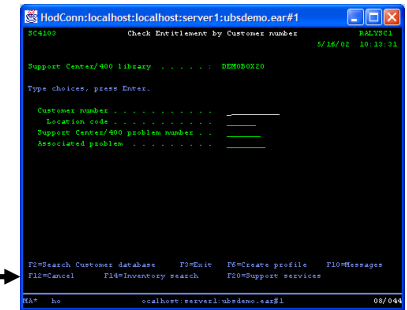 HodConn:localhost:localhost:server1:ubsdemo.ear#1
SC4103 Check Entitlement by Customer number RALYSC1
5/16/02 10:13:31
Support Center/400 library . . . . . : DEMOBOX20
Type choices, press Enter.
Customer number . . . . . . . . . . .
Location code . . . . . . . . . . .
Support Center/400 problem number . .
Associated problem . . . . . . . . .
F2=Search Customer database F3=Exit F6=Create profile F10=Messages
F12=Cancel F14=Inventory search F20=Support services
MA* ho ocalhost:server1:ubsdemo.ear#1 08/044